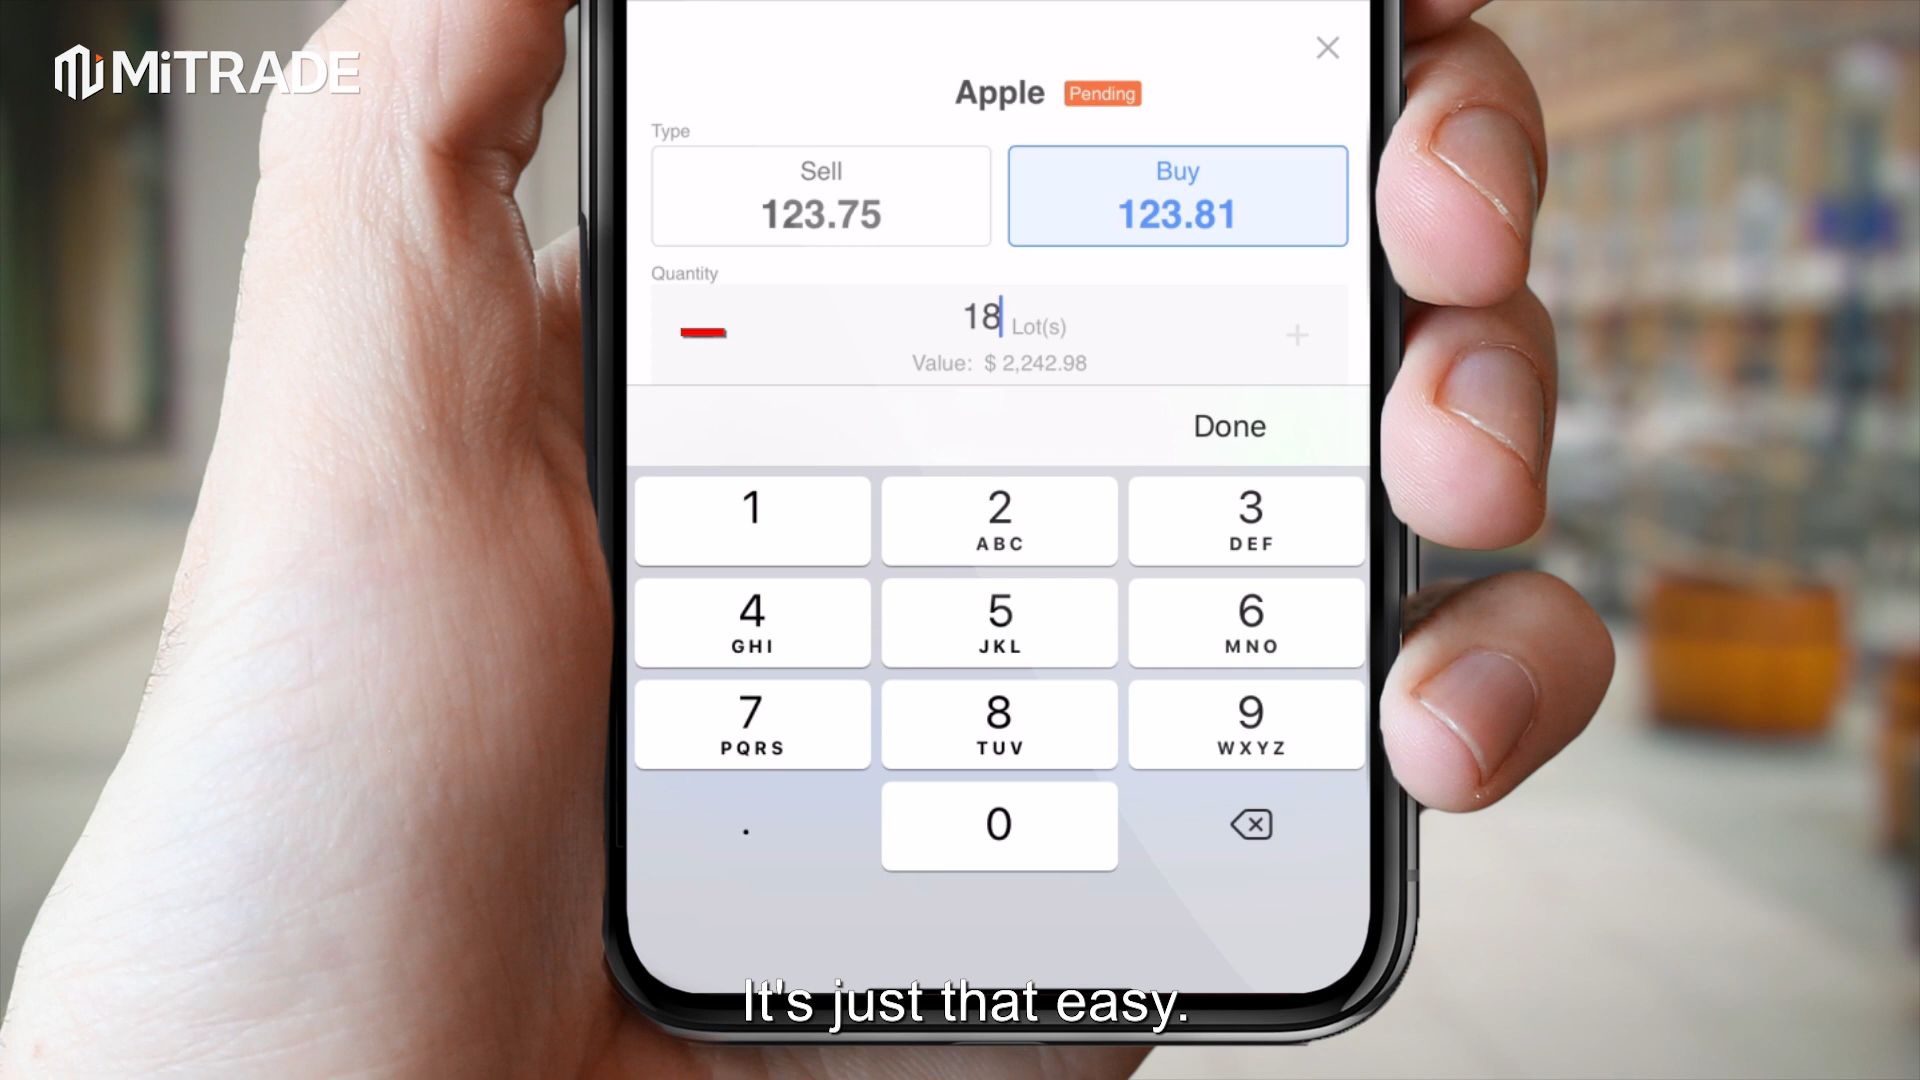 MiTRADE
Apple Pending
Type
Sell
123.75
Buy
123.81
Quantity
18 Lot(s)
Value: $ 2,242.98
Done
1
2
ABC
3
DEF
4
GHI
5
JKL
6
MNO
7
PQRS
8
TUV
9
WXYZ
.
0
It's just that easy.